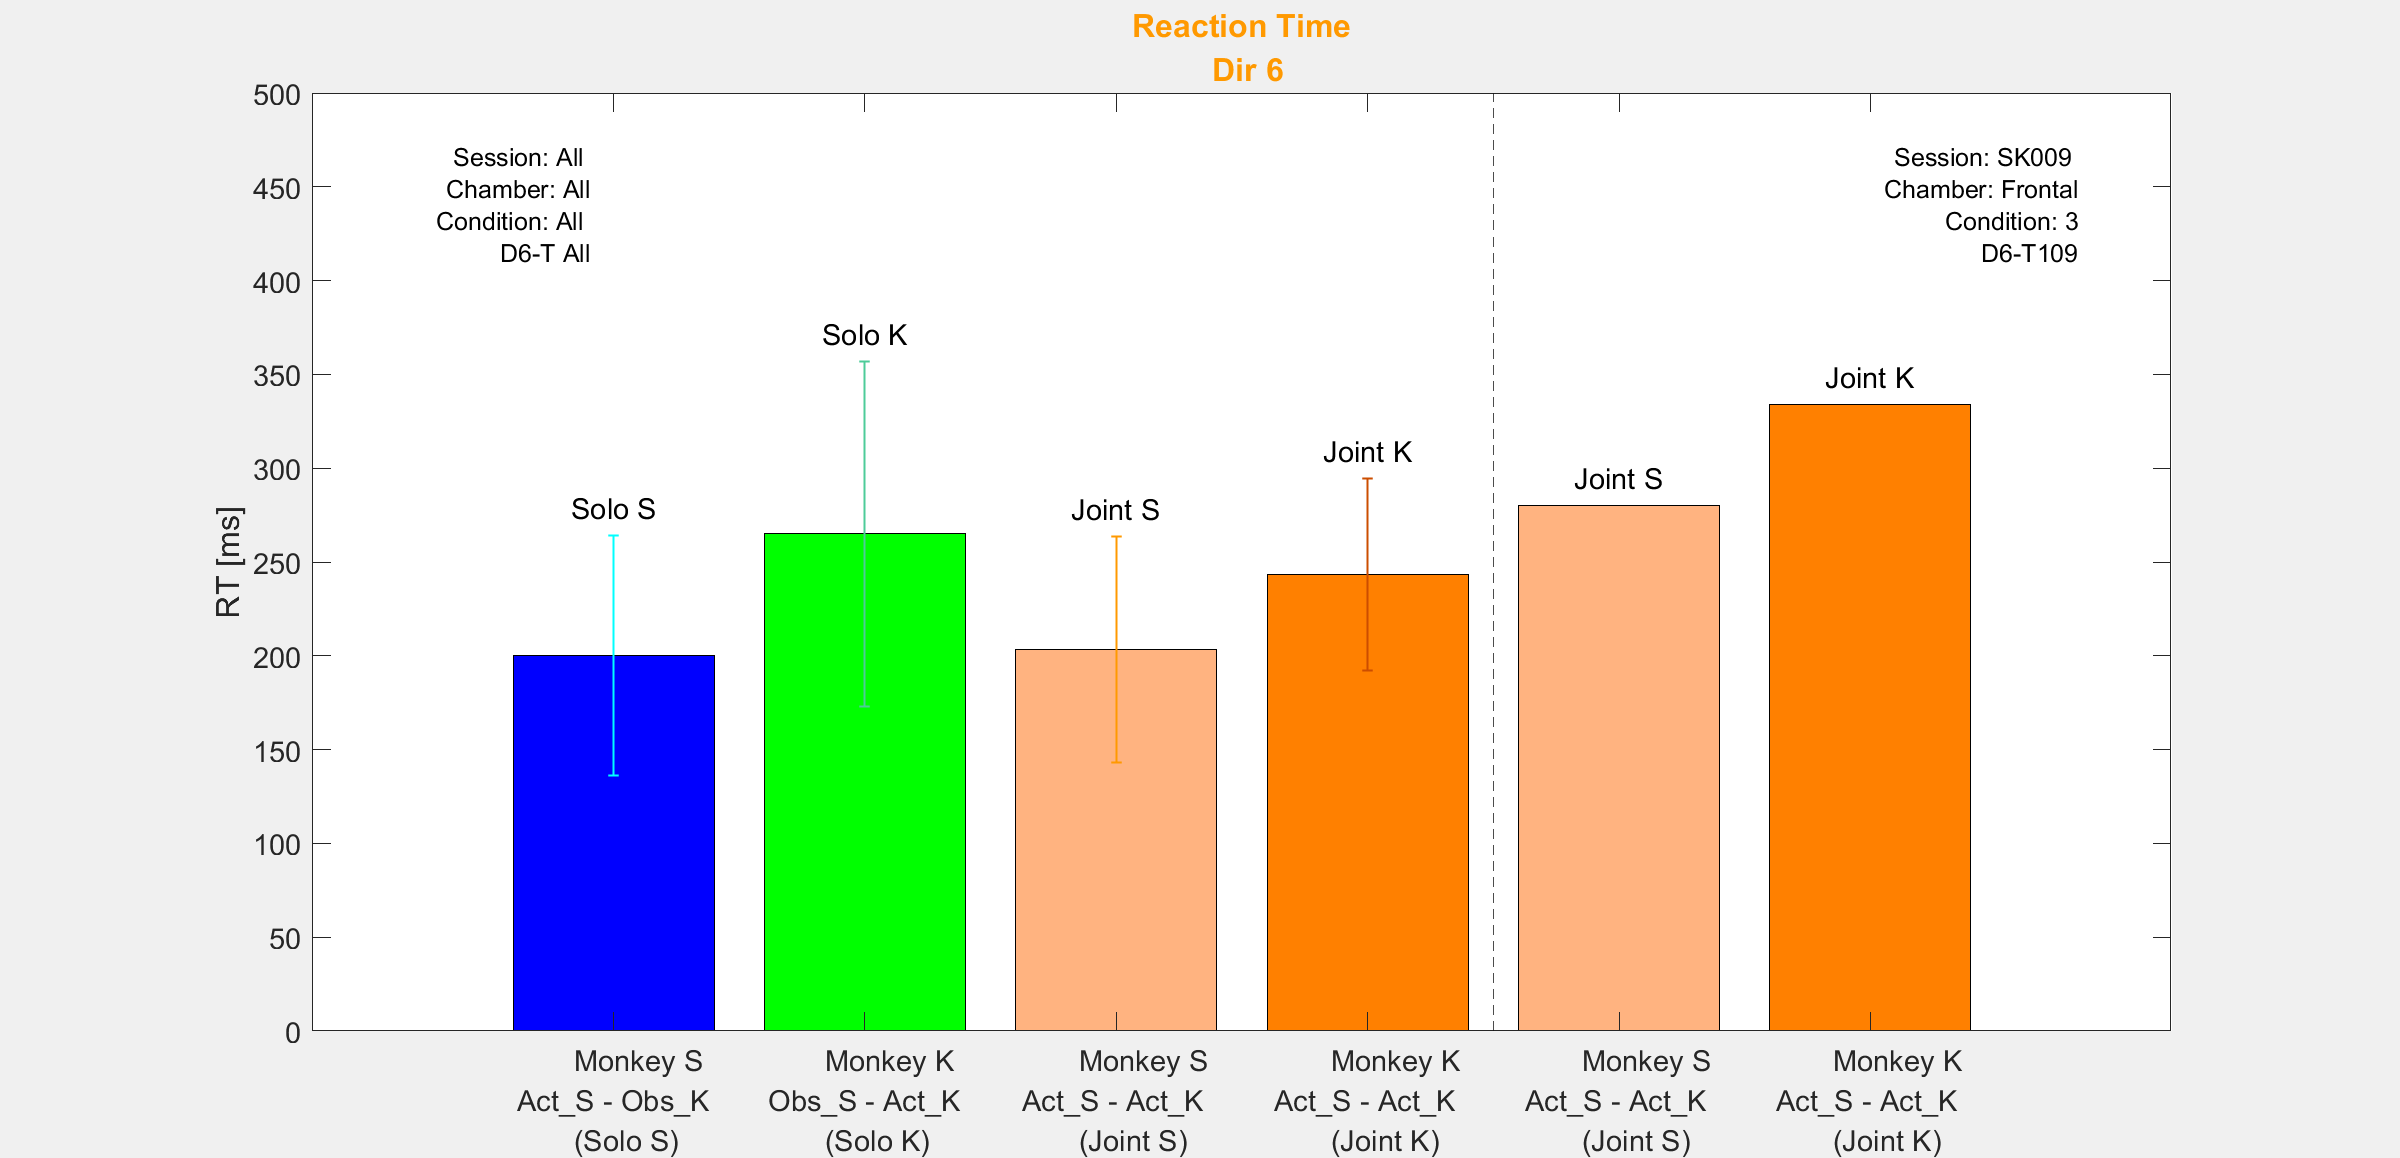 Reaction Time
Dir 6
500
450
400
350
300
250
200
150
100
50
0
RT [ms]
Session: All
Chamber: All
Condition: All
D6-T All
Session: SK009
Chamber: Frontal
Condition: 3
D6-T109
Solo S
Solo K
Joint S
Joint K
Joint S
Joint K
Monkey S
Act_S - Obs_K
(Solo S)
Monkey K
Obs_S - Act_K
(Solo K)
Monkey S
Act_S - Act_K
(Joint S)
Monkey K
Act_S - Act_K
(Joint K)
Monkey S
Act_S - Act_K
(Joint S)
Monkey K
Act_S - Act_K
(Joint K)